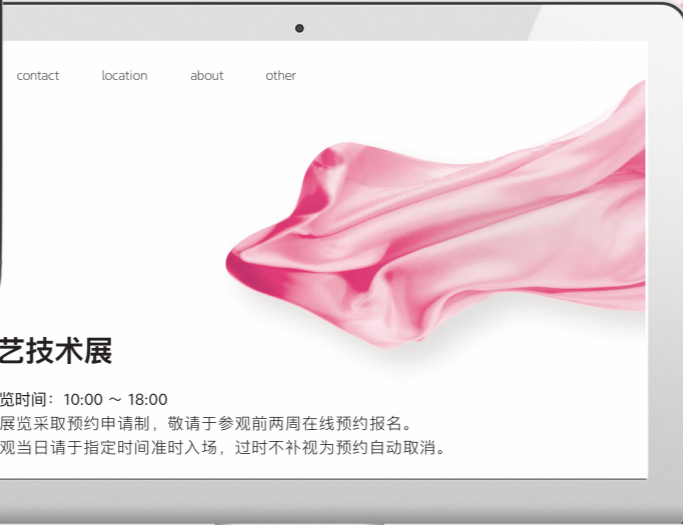 contact location about other
艺技术展
览时间：10:00 ～ 18:00
展览采取预约申请制，敬请于参观前两周在线预约报名。
观当日请于指定时间准时入场，过时不补视为预约自动取消。